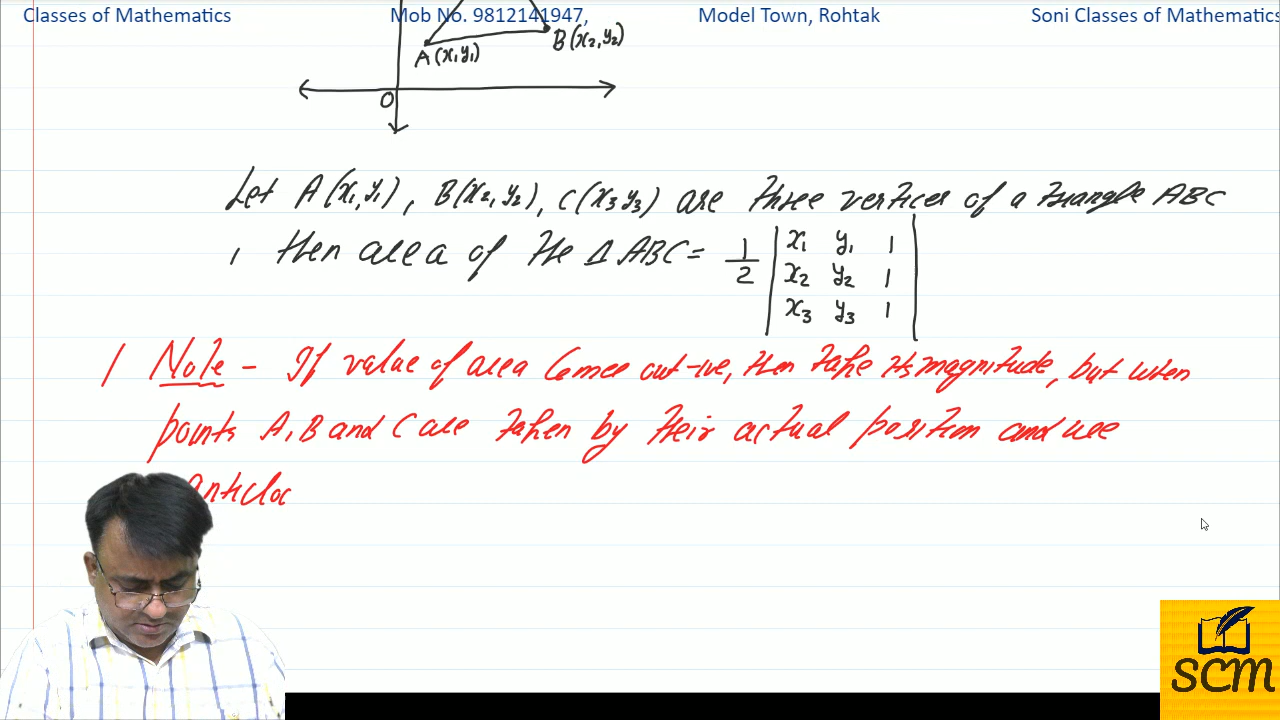 Classes of Mathematics Mob No. 9812141947, Model Town, Rohtak Soni Classes of Mathematics
A(x₁,y₁) B(x₂,y₂)
O
Let A(x₁,y₁), B(x₂,y₂), C(x₃ y₃) are three vertices of a triangle ABC
, then area of the Δ ABC = 1/2 | x₁ y₁ 1 |
| x₂ y₂ 1 |
| x₃ y₃ 1 |
1 Note - If value of area comes out -ive, then take its magnitude, but when
points A, B and C are taken by their actual position and use
anticloc
SCM